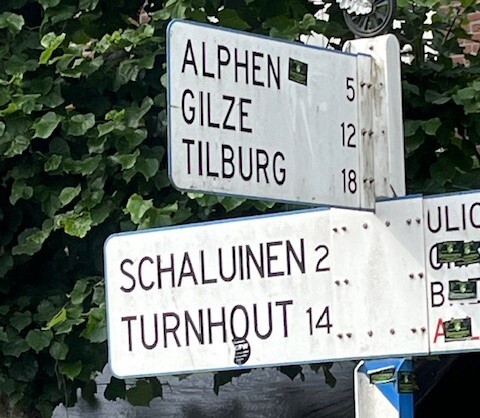 ALPHEN 5
GILZE 12
TILBURG 18
SCHALUINEN 2
TURNHOUT 14